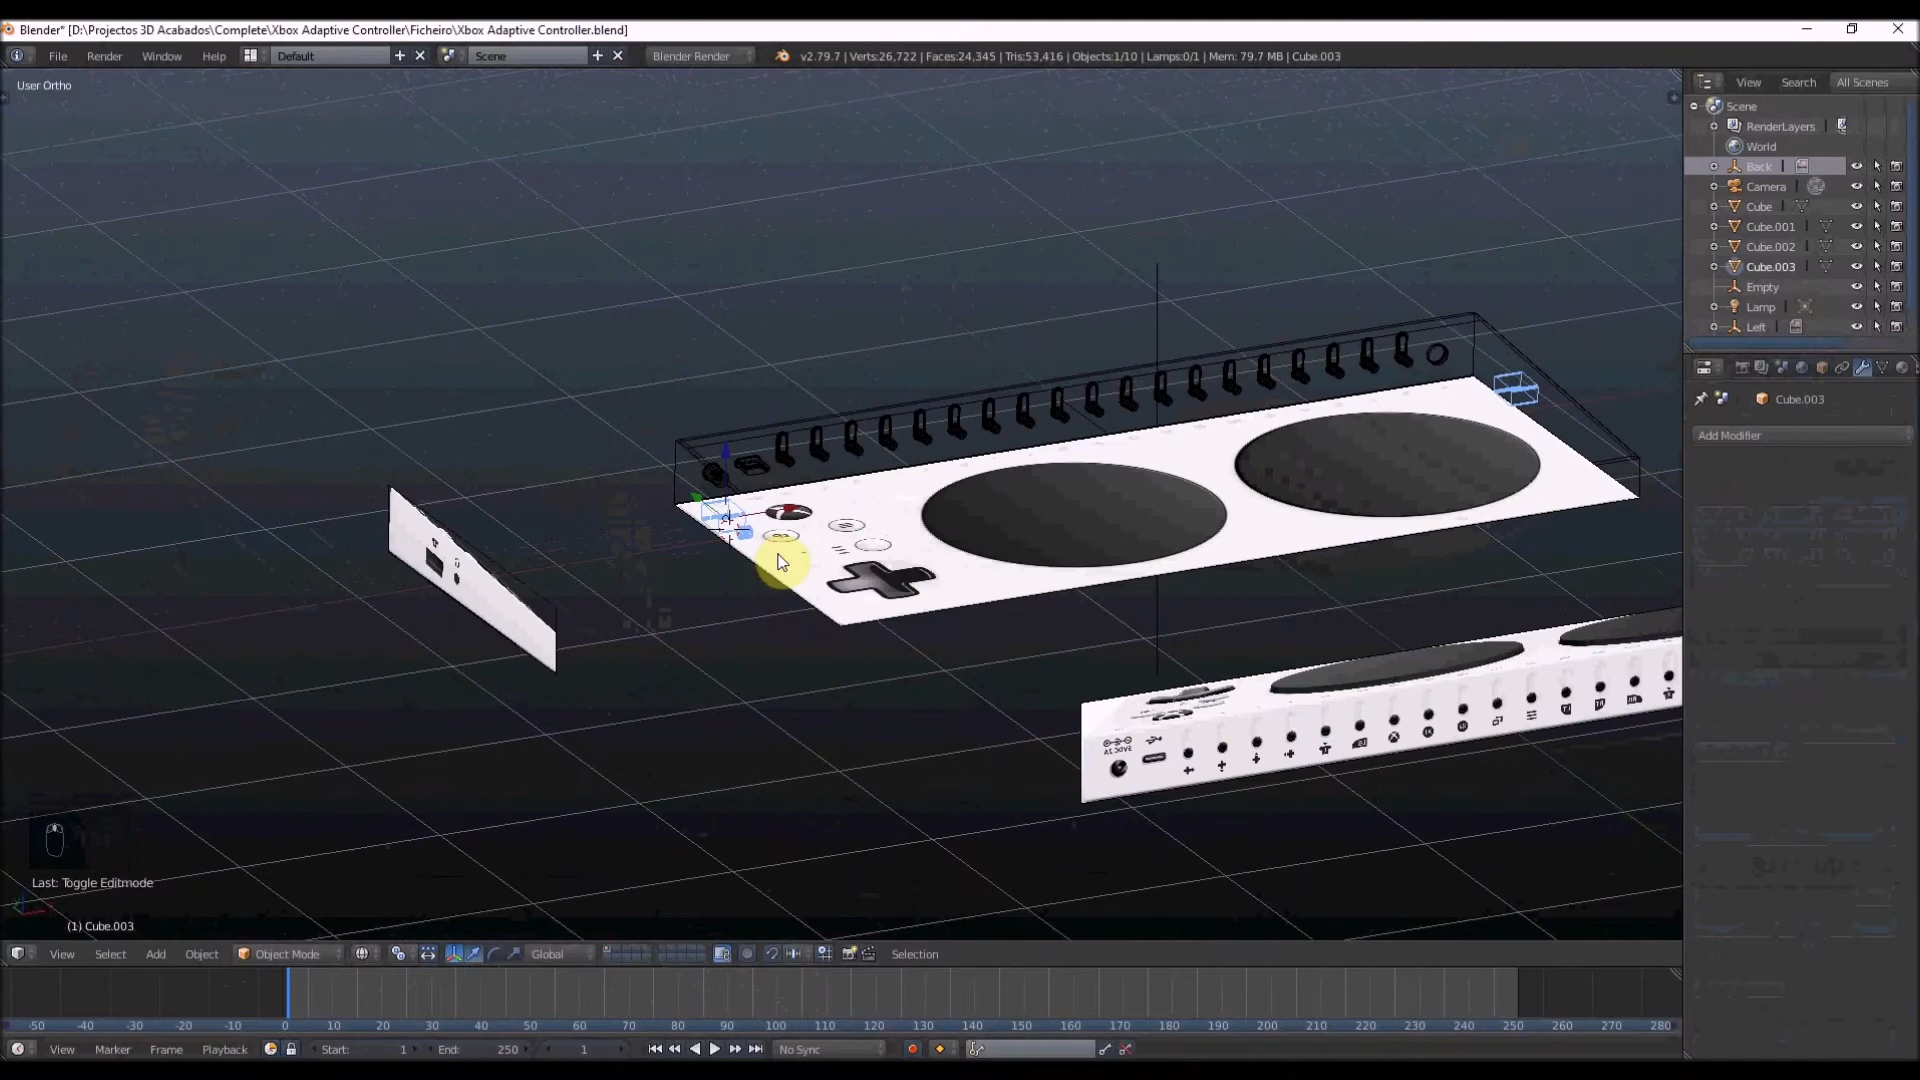 Blender* [D:\Projectos 3D Acabados\Complete\Xbox Adaptive Controller\Ficheiro\Xbox Adaptive Controller.blend]
File Render Window Help Default Scene Blender Render v2.79.7 | Verts:26,722 | Faces:24,345 | Tris:53,416 | Objects:1/10 | Lamps:0/1 | Mem: 79.7 MB | Cube.003
User Ortho
View Search All Scenes
Scene
RenderLayers
World
Back
Camera
Cube
Cube.001
Cube.002
Cube.003
Empty
Lamp
Left
Cube.003
Add Modifier
Last: Toggle Editmode
(1) Cube.003
View Select Add Object Object Mode Global Selection
-50 -40 -30 -20 -10 0 10 20 30 40 50 60 70 80 90 100 110 120 130 140 150 160 170 180 190 200 210 220 230 240 250 260 270 280
View Marker Frame Playback Start: 1 End: 250 1 No Sync